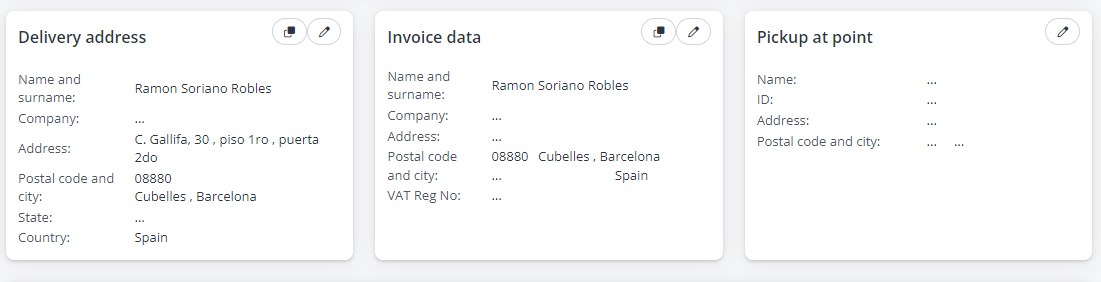 Delivery address
Name and
surname:
Ramon Soriano Robles
Company:
...
Address:
C. Gallifa, 30 , piso 1ro , puerta
2do
Postal code and
city:
08880
Cubelles , Barcelona
State:
...
Country:
Spain
Invoice data
Name and
surname:
Ramon Soriano Robles
Company:
...
Address:
...
Postal code
and city:
08880 Cubelles , Barcelona
... Spain
VAT Reg No:
...
Pickup at point
Name:
...
ID:
...
Address:
...
Postal code and city:
... ...